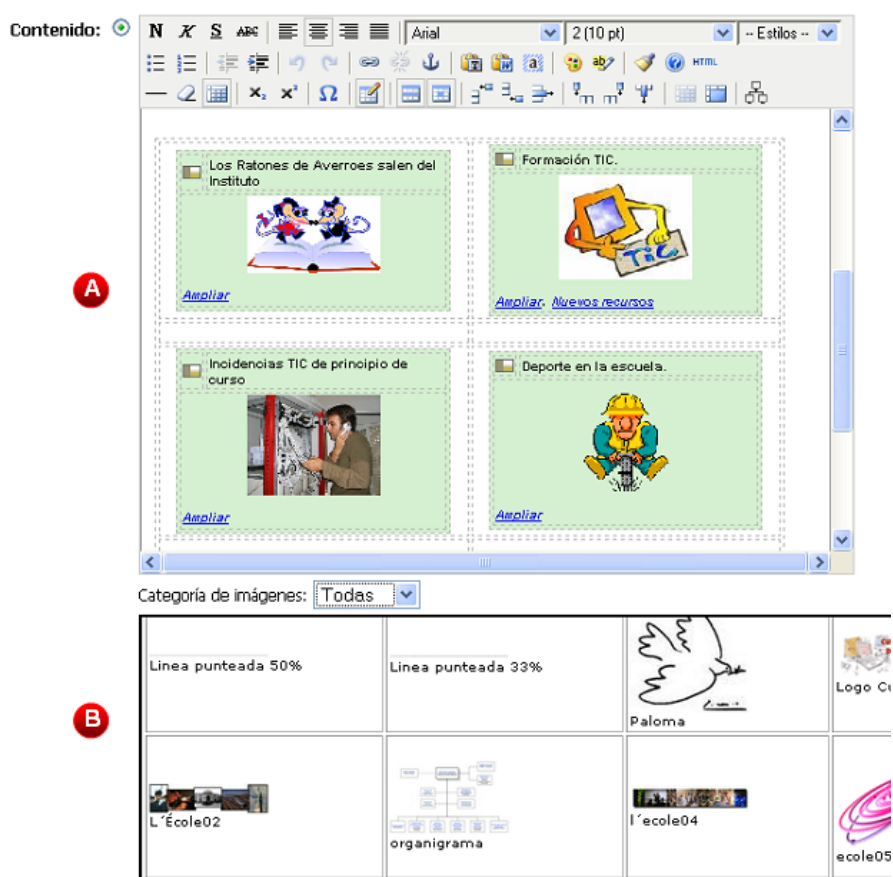 Contenido:
N K S ABC Arial 2 (10 pt) -- Estilos --
HTML
Los Ratones de Averroes salen del
Instituto
Ampliar
Formación TIC.
TIC
Ampliar. Nuevos recursos
A
Incidencias TIC de principio de
curso
Ampliar
Deporte en la escuela.
Ampliar
Categoría de imágenes: Todas
B
Linea punteada 50%
Linea punteada 33%
Paloma
Logo Cu
L´École02
organigrama
l´ecole04
ecole05